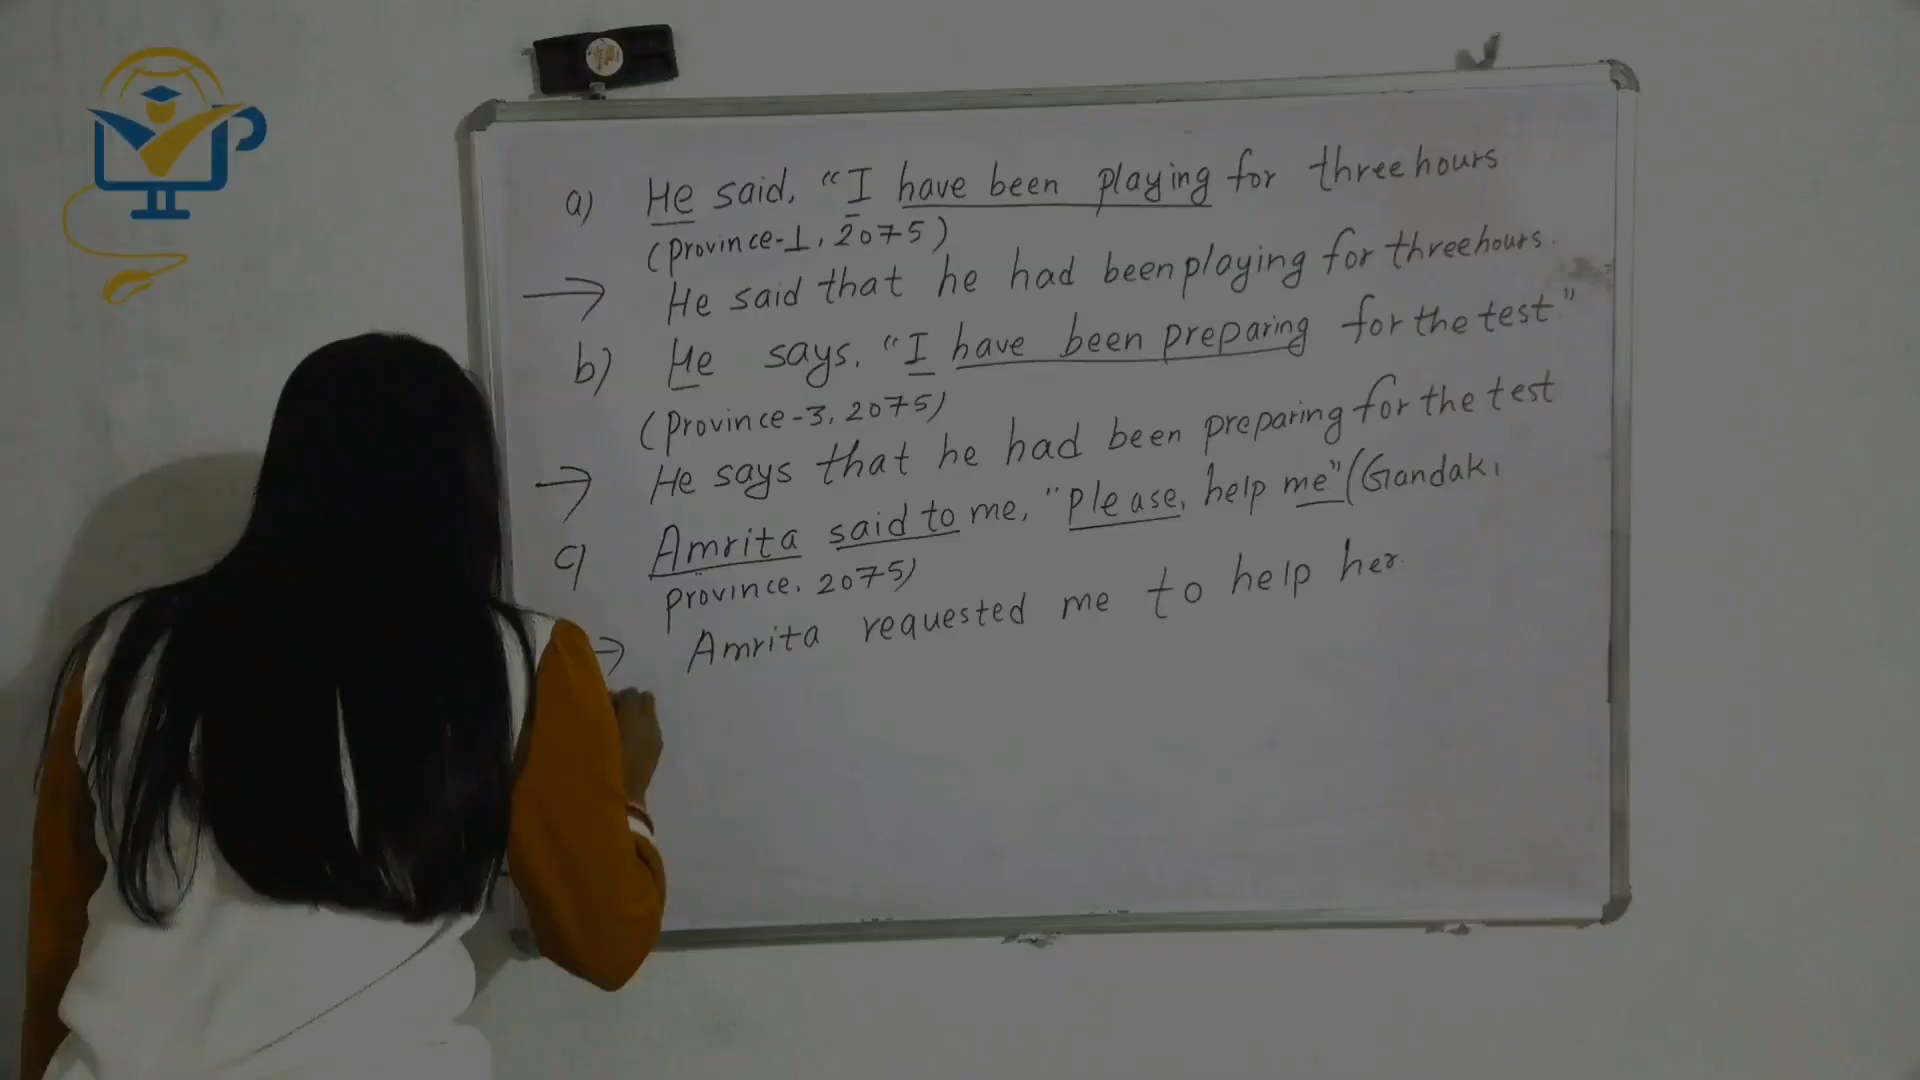 a) He said, “I have been playing for three hours
(province-1, 2075)
→ He said that he had been playing for three hours.
b) He says, “I have been preparing for the test”
(province-3, 2075)
→ He says that he had been preparing for the test
c) Amrita said to me, “please, help me” (Gandaki
province, 2075)
→ Amrita requested me to help her.